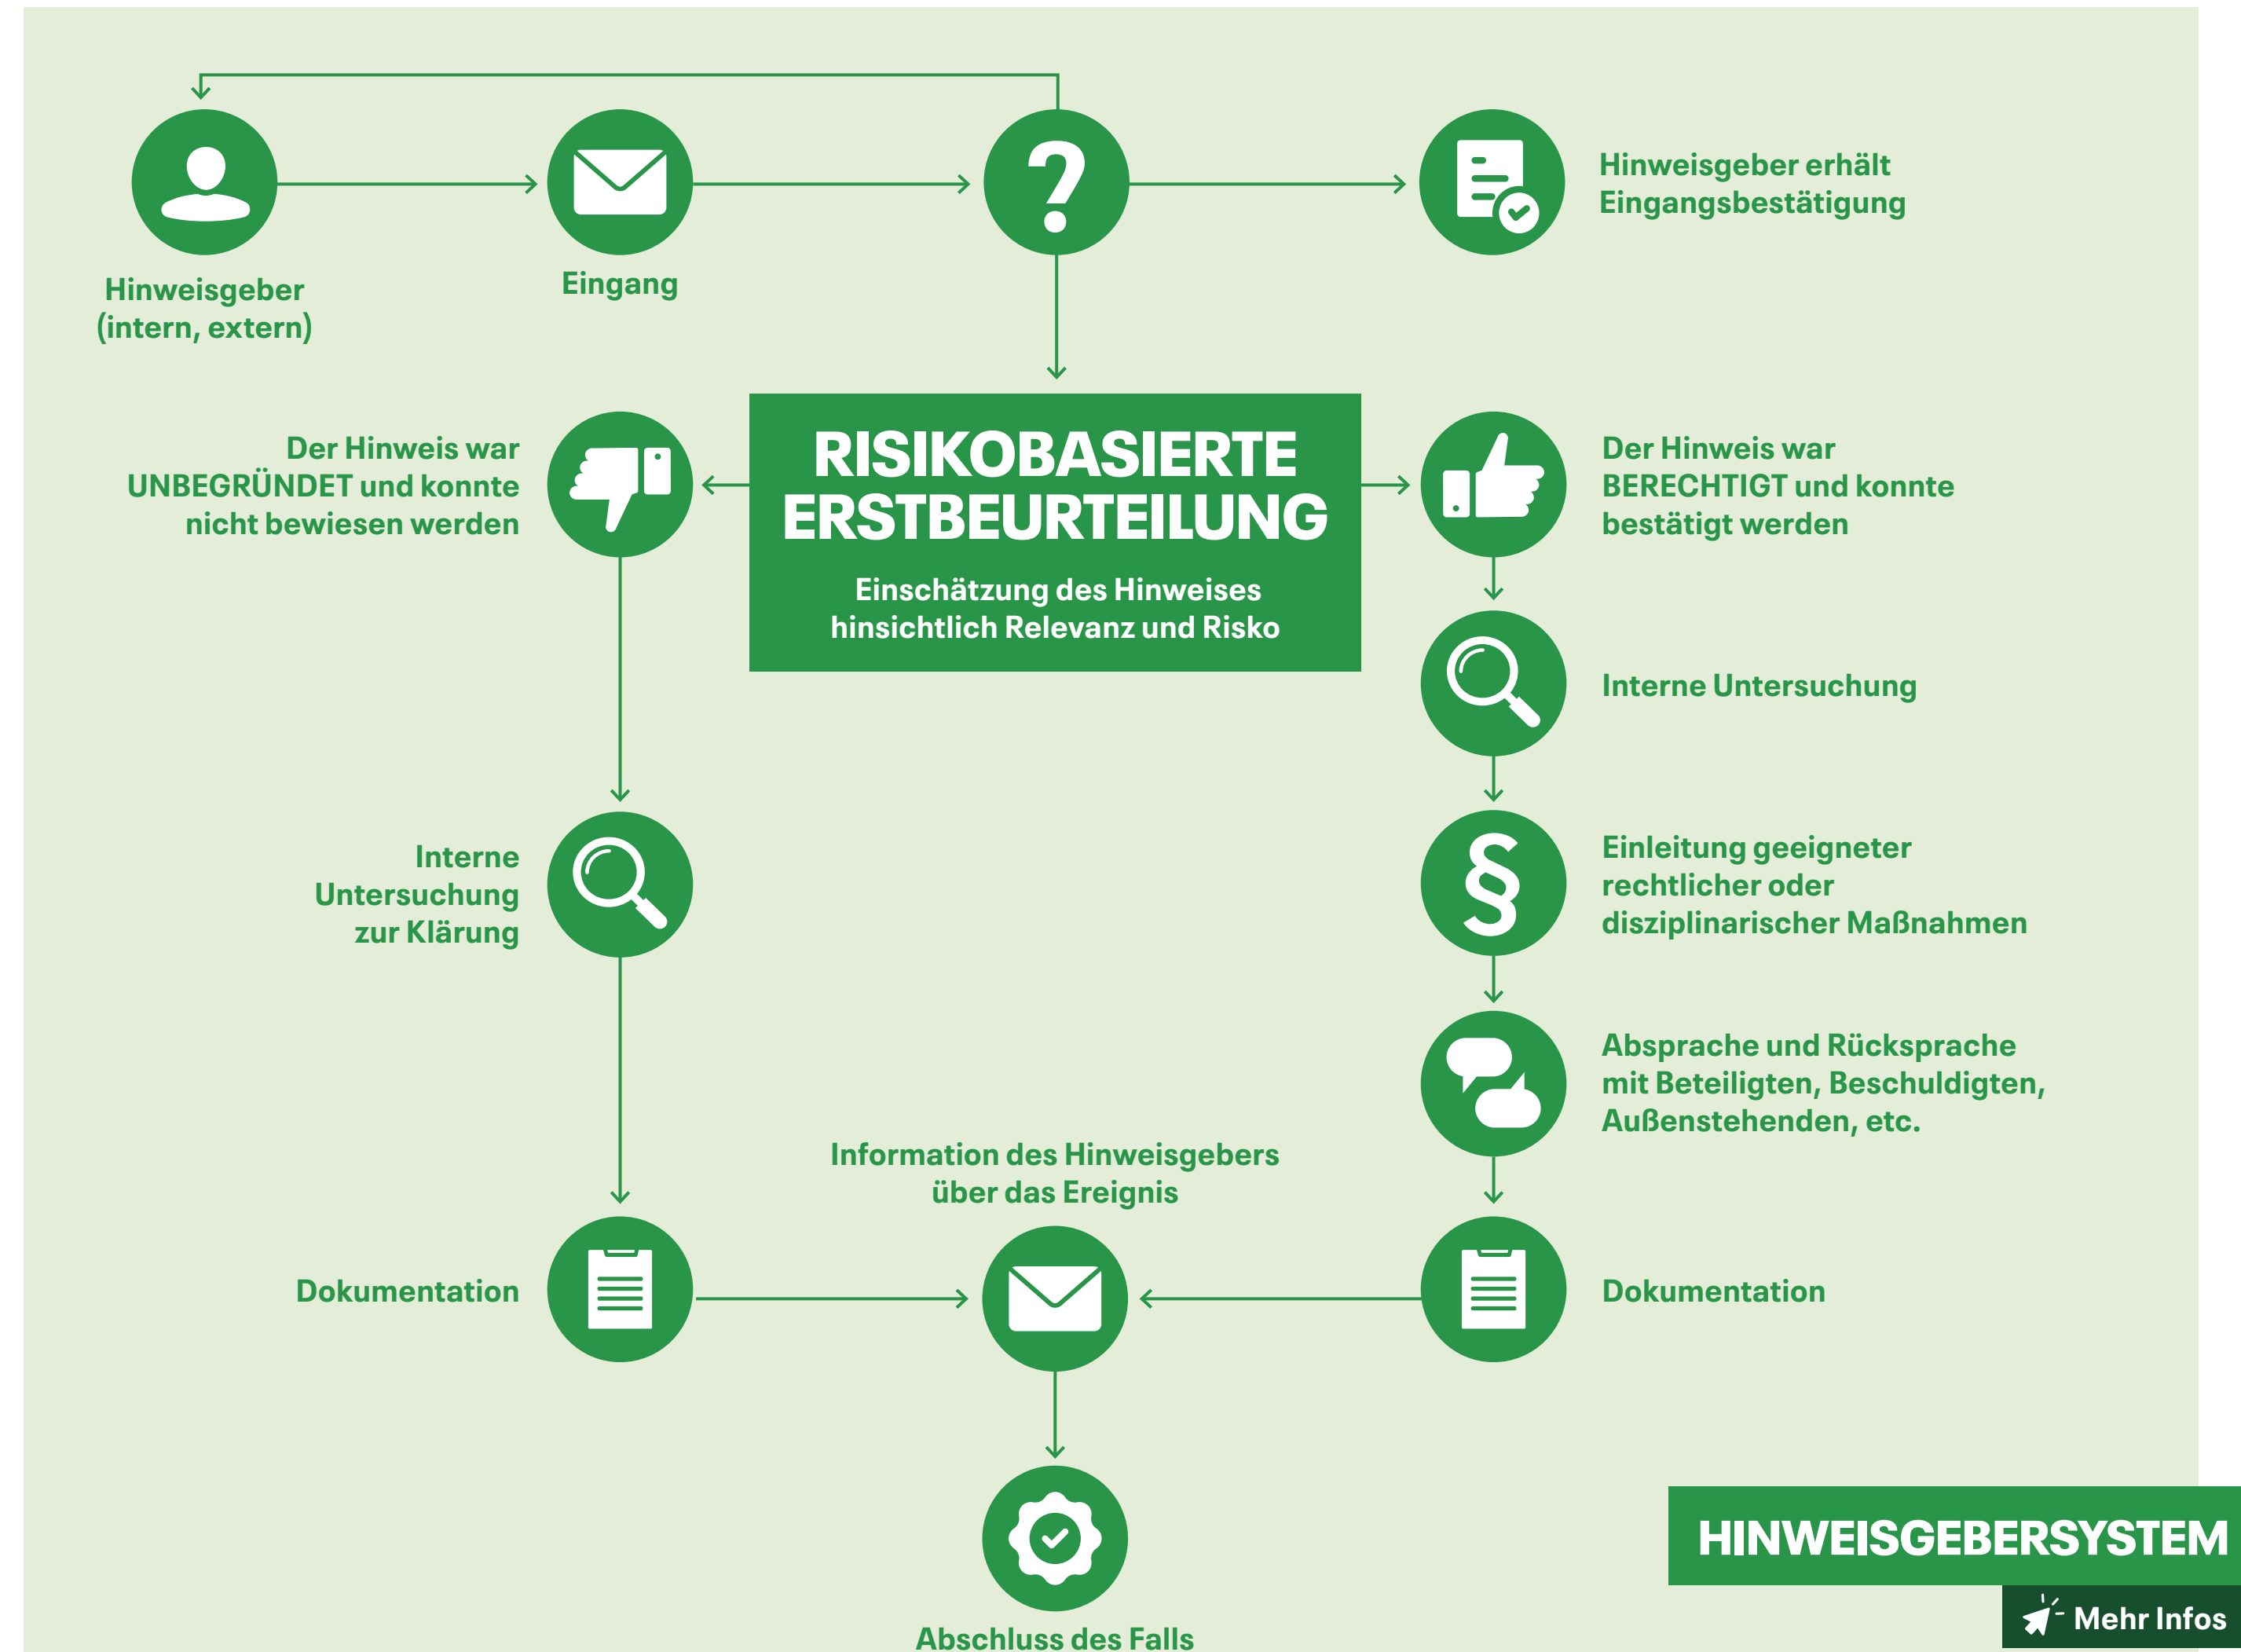 Hinweisgeber
(intern, extern)
Eingang
?
Hinweisgeber erhält
Eingangsbestätigung
Der Hinweis war
UNBEGRÜNDET und konnte
nicht bewiesen werden
RISIKOBASIERTE
ERSTBEURTEILUNG
Einschätzung des Hinweises
hinsichtlich Relevanz und Risko
Der Hinweis war
BERECHTIGT und konnte
bestätigt werden
Interne Untersuchung
Interne
Untersuchung
zur Klärung
§
Einleitung geeigneter
rechtlicher oder
disziplinarischer Maßnahmen
Absprache und Rücksprache
mit Beteiligten, Beschuldigten,
Außenstehenden, etc.
Information des Hinweisgebers
über das Ereignis
Dokumentation
Dokumentation
Abschluss des Falls
HINWEISGEBERSYSTEM
Mehr Infos